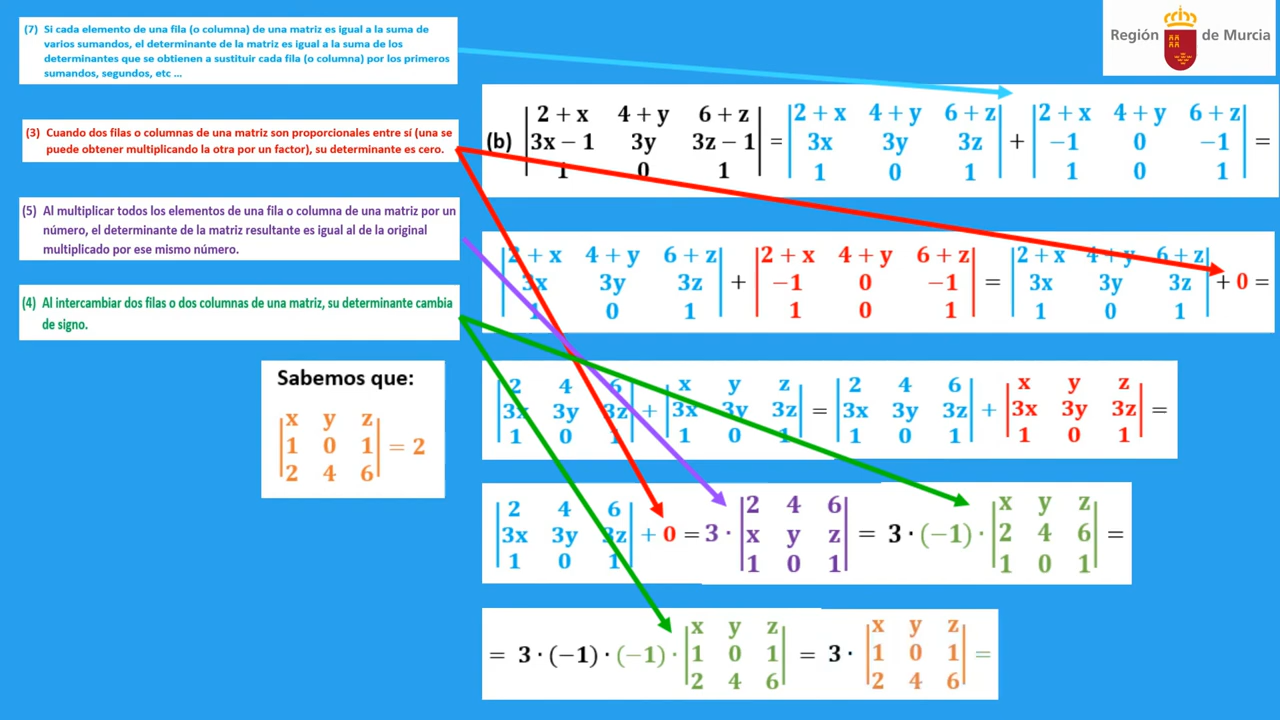 (7) Si cada elemento de una fila (o columna) de una matriz es igual a la suma de
varios sumandos, el determinante de la matriz es igual a la suma de los
determinantes que se obtienen a sustituir cada fila (o columna) por los primeros
sumandos, segundos, etc ...
Región de Murcia
(3) Cuando dos filas o columnas de una matriz son proporcionales entre sí (una se
puede obtener multiplicando la otra por un factor), su determinante es cero.
(5) Al multiplicar todos los elementos de una fila o columna de una matriz por un
número, el determinante de la matriz resultante es igual al de la original
multiplicado por ese mismo número.
(4) Al intercambiar dos filas o dos columnas de una matriz, su determinante cambia
de signo.
Sabemos que:
|x y z|
|1 0 1| = 2
|2 4 6|
|2 + x 4 + y 6 + z| |2 + x 4 + y 6 + z| |2 + x 4 + y 6 + z|
(b) |3x − 1 3y 3z − 1| = |3x 3y 3z| + |−1 0 −1| =
|1 0 1| |1 0 1| |1 0 1|
|2 + x 4 + y 6 + z| |2 + x 4 + y 6 + z| |2 + x 4 + y 6 + z|
|3x 3y 3z| + |−1 0 −1| = |3x 3y 3z| + 0 =
|1 0 1| |1 0 1| |1 0 1|
|2 4 6| |x y z| |2 4 6| |x y z|
|3x 3y 3z| + |3x 3y 3z| = |3x 3y 3z| + |3x 3y 3z| =
|1 0 1| |1 0 1| |1 0 1| |1 0 1|
|2 4 6| |2 4 6| |x y z|
|3x 3y 3z| + 0 = 3 · |x y z| = 3 · (−1) · |2 4 6| =
|1 0 1| |1 0 1| |1 0 1|
|x y z| |x y z|
= 3 · (−1) · (−1) · |1 0 1| = 3 · |1 0 1| =
|2 4 6| |2 4 6|